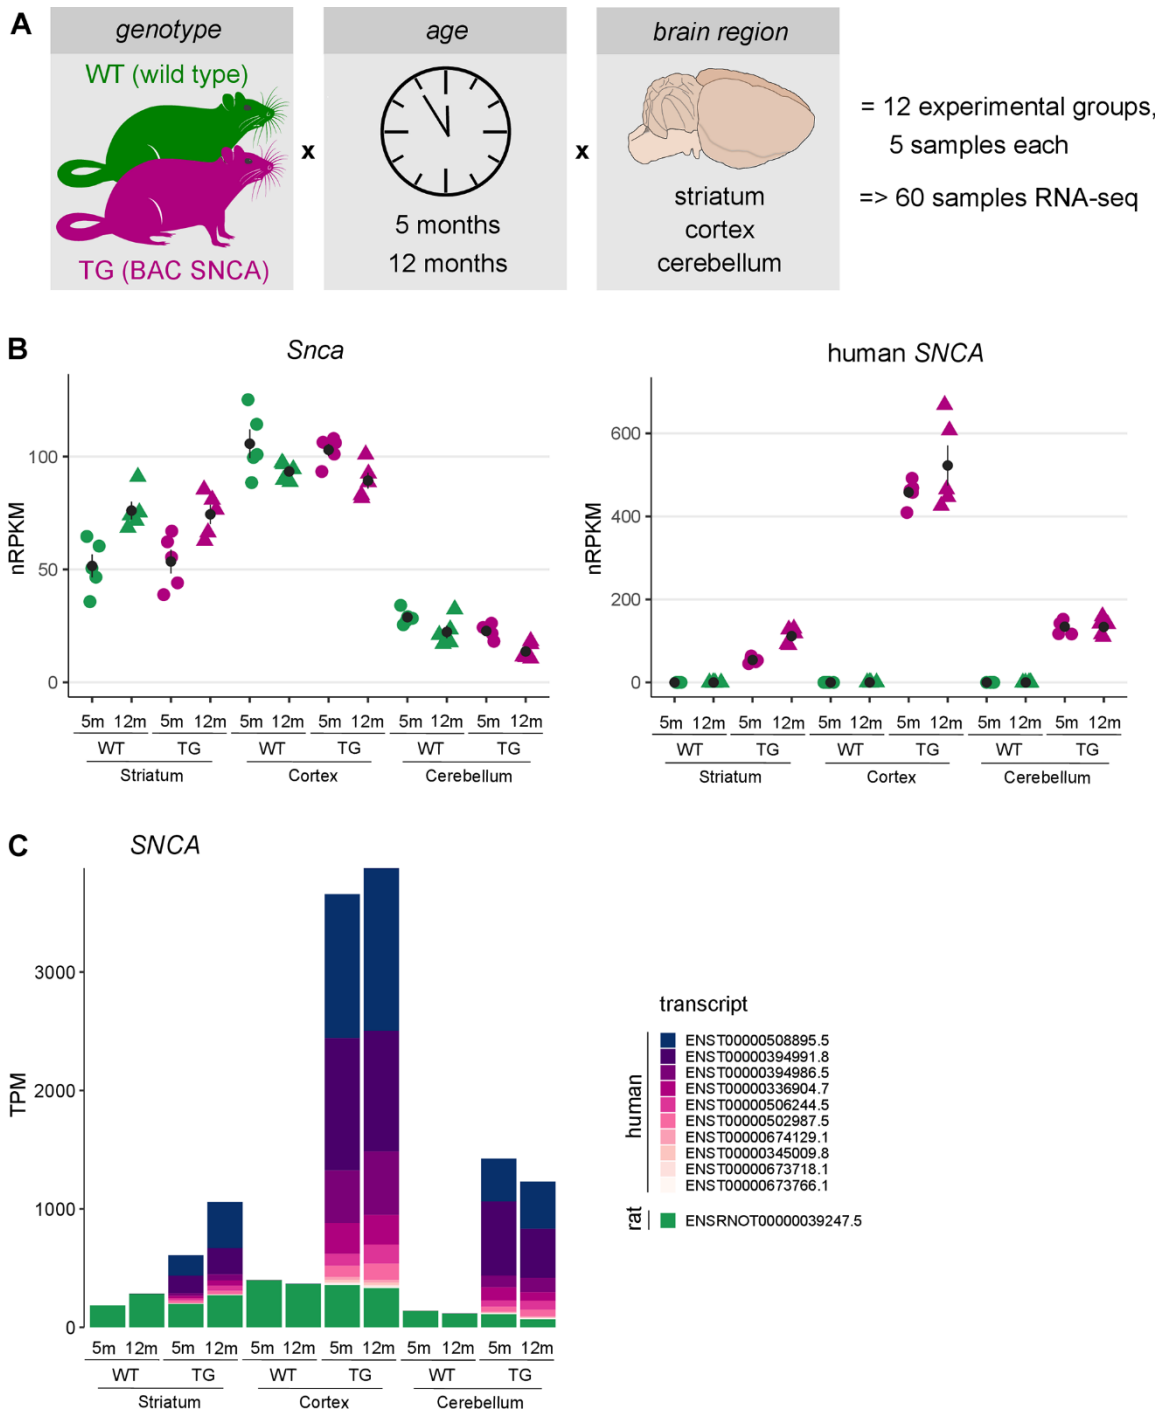 A
genotype
age
brain region
WT (wild type)
TG (BAC SNCA)
x
5 months
12 months
x
striatum
cortex
cerebellum
= 12 experimental groups,
5 samples each
=> 60 samples RNA-seq
B
Snca
nRPKM
100
50
0
5m 12m 5m 12m 5m 12m 5m 12m 5m 12m 5m 12m
WT TG WT TG WT TG
Striatum Cortex Cerebellum
human SNCA
nRPKM
600
400
200
0
5m 12m 5m 12m 5m 12m 5m 12m 5m 12m 5m 12m
WT TG WT TG WT TG
Striatum Cortex Cerebellum
C
SNCA
TPM
3000
2000
1000
0
5m 12m 5m 12m 5m 12m 5m 12m 5m 12m 5m 12m
WT TG WT TG WT TG
Striatum Cortex Cerebellum
transcript
human
ENST00000508895.5
ENST00000394991.8
ENST00000394986.5
ENST00000336904.7
ENST00000506244.5
ENST00000502987.5
ENST00000674129.1
ENST00000345009.8
ENST00000673718.1
ENST00000673766.1
rat
ENSRNOT00000039247.5